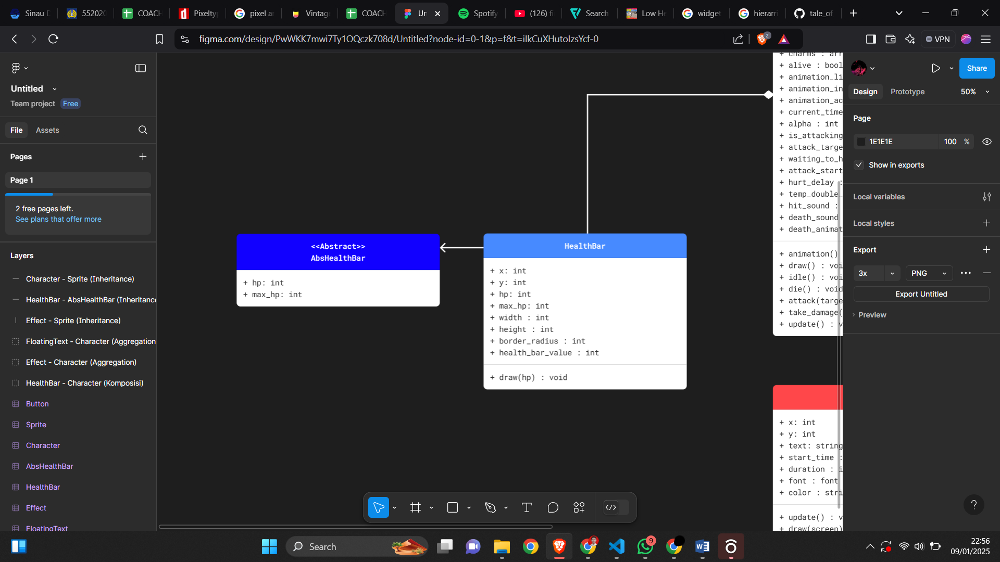 Sinau D
55202
COACH
Pixelty
pixel ar
Vintage
COACH
Un
Spotify
(126) fi
Search
Low He
widget
hierarr
tale_of
figma.com/design/PwWKK7mwi7Ty1OQczk708d/Untitled?node-id=0-1&p=f&t=iIkCuXHutoIzsYcf-0
2
VPN
Untitled
Team project Free
File Assets
Pages
Page 1
2 free pages left.
See plans that offer more
Layers
Character - Sprite (Inheritance)
HealthBar - AbsHealthBar (Inheritance
Effect - Sprite (Inheritance)
FloatingText - Character (Aggregation
Effect - Character (Aggregation)
HealthBar - Character (Komposisi)
Button
Sprite
Character
AbsHealthBar
HealthBar
Effect
FloatingText
<<Abstract>>
AbsHealthBar
+ hp: int
+ max_hp: int
HealthBar
+ x: int
+ y: int
+ hp: int
+ max_hp: int
+ width : int
+ height : int
+ border_radius : int
+ health_bar_value : int
+ draw(hp) : void
+ charms : arr
+ alive : bool
+ animation_li
+ animation_in
+ animation_ac
+ current_time
+ alpha : int
+ is_attacking
+ attack_targe
+ waiting_to_h
+ attack_start
+ hurt_delay :
+ temp_double_
+ hit_sound :
+ death_sound
+ death_animat
+ animation()
+ draw() : voi
+ idle() : voi
+ die() : void
+ attack(targe
+ take_damage(
+ update() : v
+ x: int
+ y: int
+ text: string
+ start_time :
+ duration : i
+ font : font
+ color : stri
+ update() : v
+ draw(screen)
Share
Design Prototype 50%
Page
1E1E1E 100 %
Show in exports
Local variables
Local styles
Export
3x PNG
Export Untitled
Preview
?
Search
9
22:56
09/01/2025